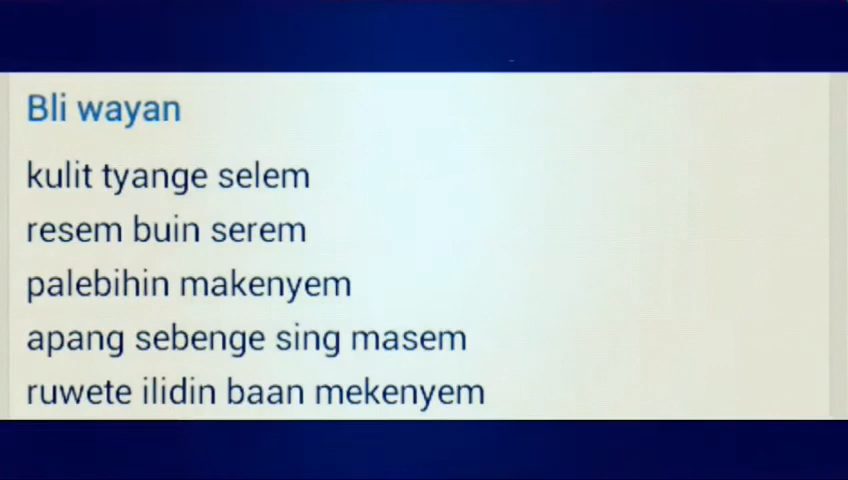 Bli wayan
kulit tyange selem
resem buin serem
palebihin makenyem
apang sebenge sing masem
ruwete ilidin baan mekenyem